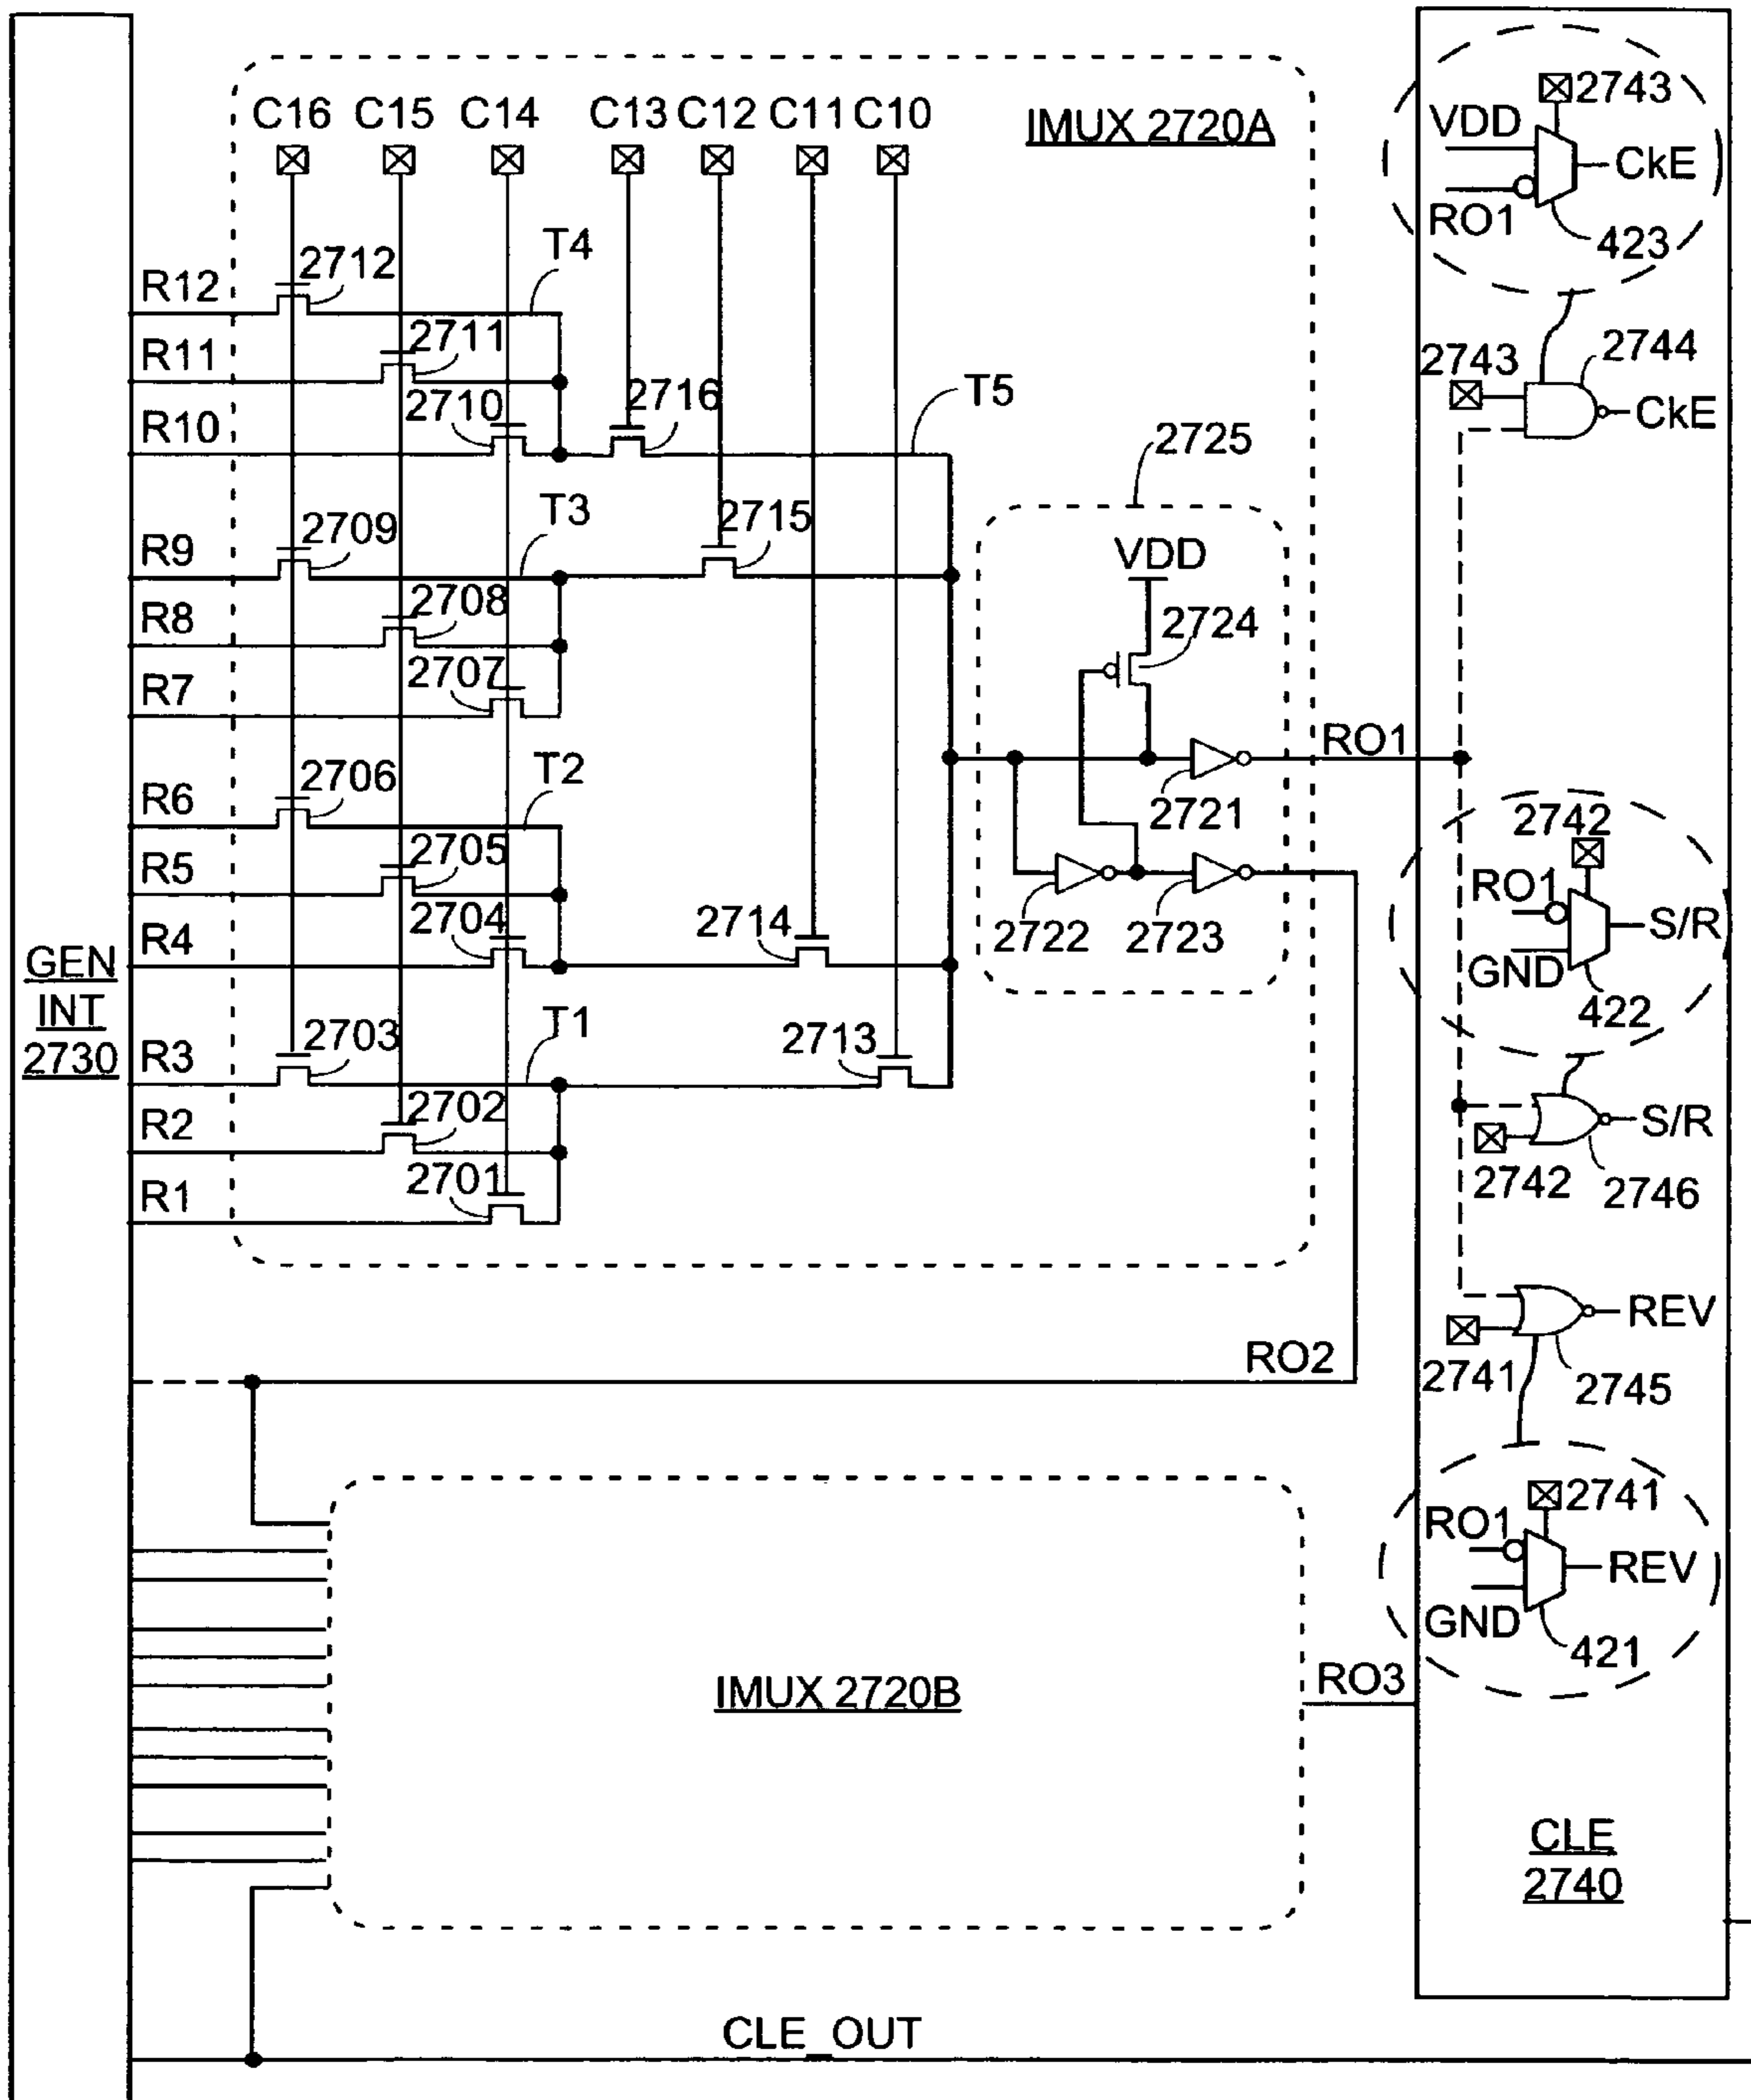 2743
C16 C15 C14 C13 C12 C11 C10
IMUX 2720A
VDD
CkE
RO1
423
T4
2712
R12
2711
2744
R11
2743
2710
2716
T5
CkE
R10
2725
T3
2715
2709
R9
VDD
2708
R8
2724
2707
R7
RO1
T2
2706
R6
2721
2742
2705
R5
RO1
2704
2714
2722
2723
S/R
R4
GEN
INT
2730
GND
422
T1
2703
2713
R3
2702
S/R
R2
2701
2742
2746
R1
REV
RO2
2741
2745
2741
RO1
REV
GND
421
IMUX 2720B
RO3
CLE
2740
CLE_OUT